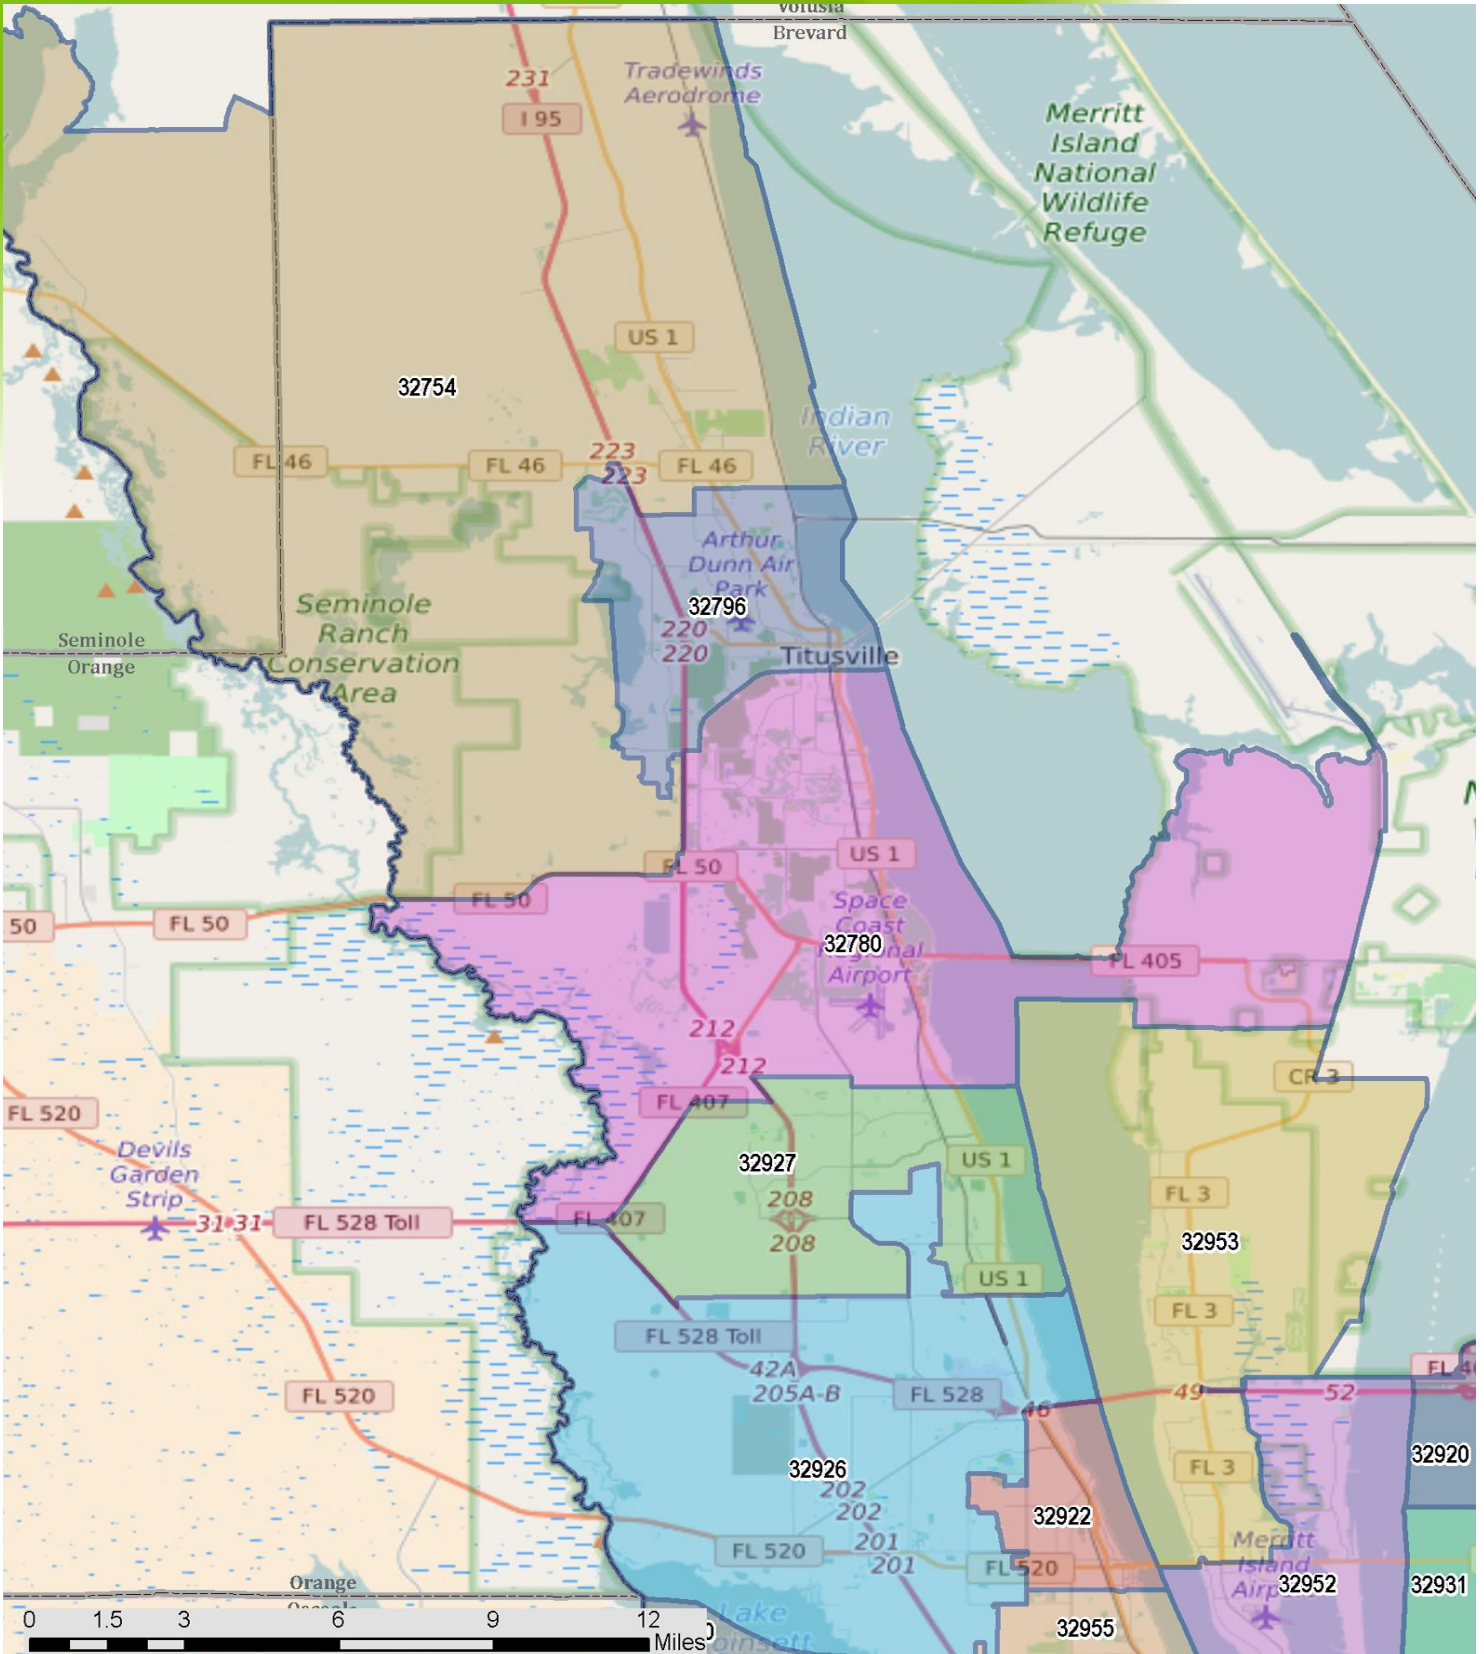 Volusia
Brevard
231
Tradewinds
Aerodrome
I 95
Merritt
Island
National
Wildlife
Refuge
US 1
32754
Indian
River
223
FL 46
FL 46
FL 46
223
Arthur
Dunn Air
Park
32796
Seminole
Ranch
Conservation
Area
220
220
Seminole
Orange
Titusville
US 1
FL 50
FL 50
50
FL 50
Space
Coast
Regional
Airport
32780
FL 405
212
212
CR 3
FL 407
FL 520
Devils
Garden
Strip
32927
US 1
FL 3
208
31 31
FL 528 Toll
FL 407
208
32953
US 1
FL 3
FL 528 Toll
42A
205A-B
FL 528
46
49
52
FL 520
32926
202
202
FL 3
32920
32922
201
201
FL 520
FL 520
Merritt
Island
32952
32931
Orange
0 1.5 3 6 9 12
Miles
Lake
32955